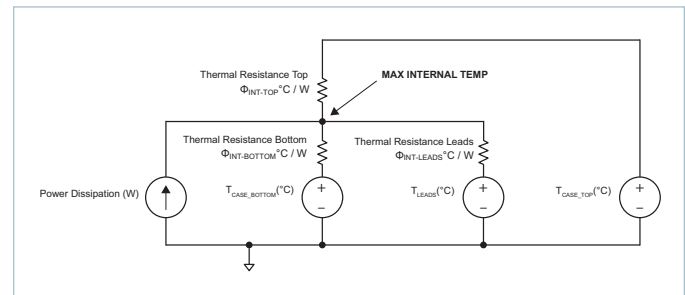 Thermal Resistance Top
ΦINT-TOP°C / W
MAX INTERNAL TEMP
Thermal Resistance Bottom
ΦINT-BOTTOM°C / W
Thermal Resistance Leads
ΦINT-LEADS°C / W
Power Dissipation (W)
TCASE_BOTTOM(°C)
+
–
TLEADS(°C)
+
–
TCASE_TOP(°C)
+
–